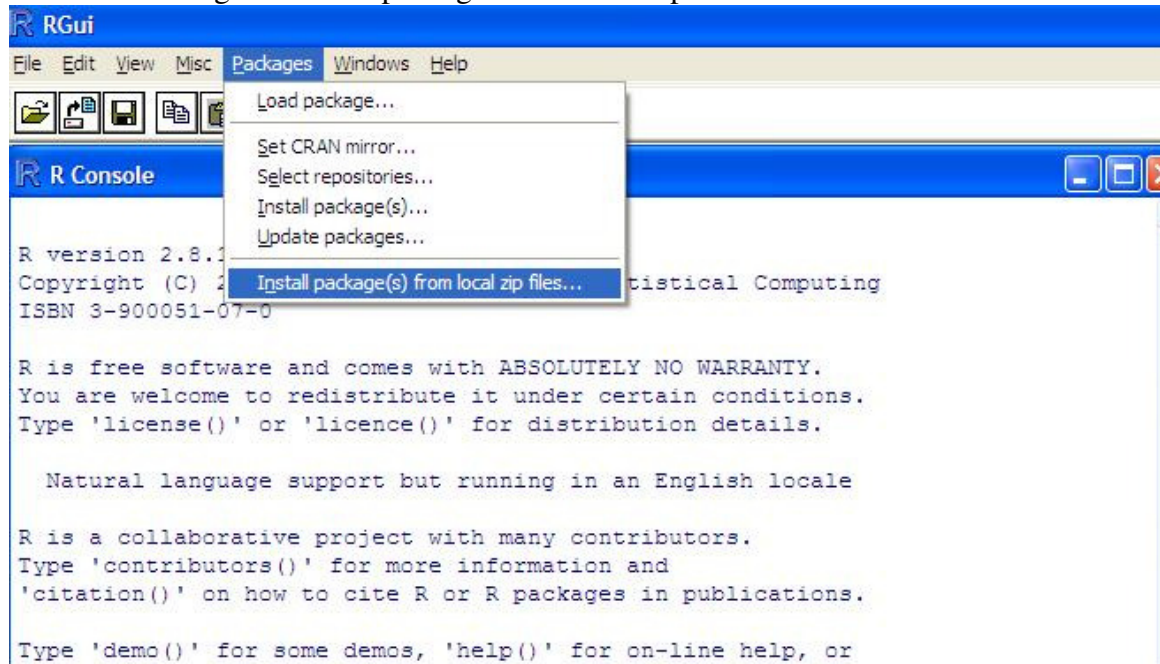 RGui
File Edit View Misc Packages Windows Help
Load package...
Set CRAN mirror...
Select repositories...
Install package(s)...
Update packages...
Install package(s) from local zip files...
R Console
R version 2.8.
Copyright (C) 2 tistical Computing
ISBN 3-900051-07-0
R is free software and comes with ABSOLUTELY NO WARRANTY.
You are welcome to redistribute it under certain conditions.
Type 'license()' or 'licence()' for distribution details.
Natural language support but running in an English locale
R is a collaborative project with many contributors.
Type 'contributors()' for more information and
'citation()' on how to cite R or R packages in publications.
Type 'demo()' for some demos, 'help()' for on-line help, or